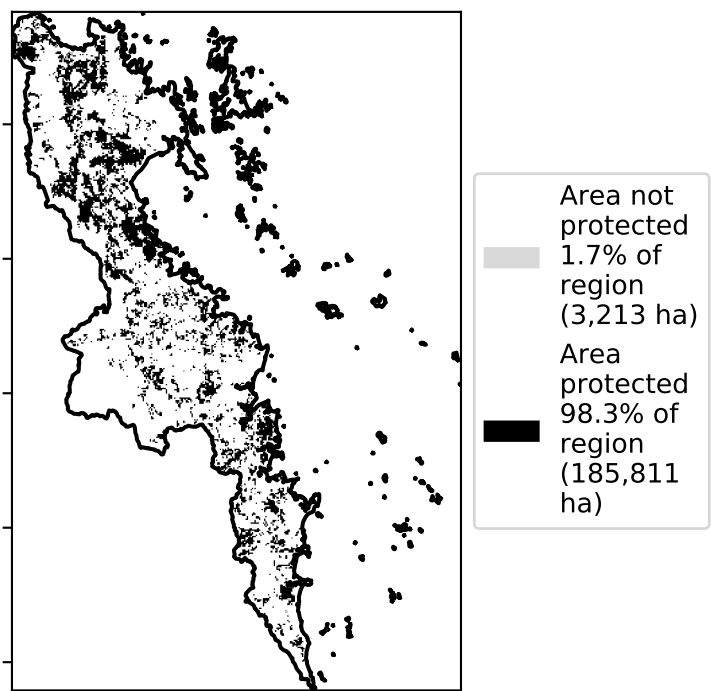 Area not
protected
1.7% of
region
(3,213 ha)
Area
protected
98.3% of
region
(185,811
ha)